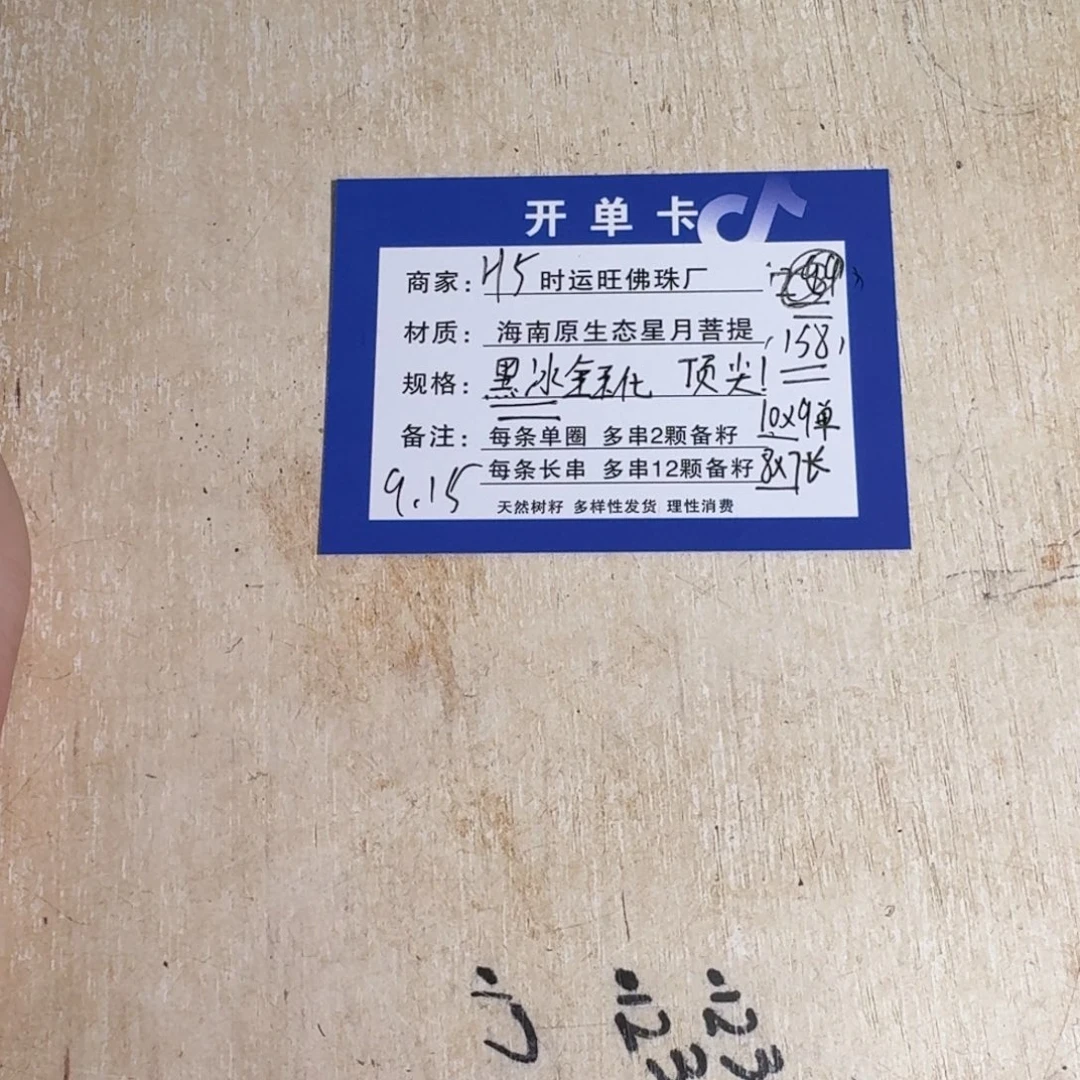 开单卡
商家: H5 时运旺佛珠厂
材质: 海南原生态星月菩提 158
规格: 黑冰全玉化 顶尖!
10x9单
备注: 每条单圈 多串2颗备籽
每条长串 多串12颗备籽 8x7长
9.15
天然树籽 多样性发货 理性消费